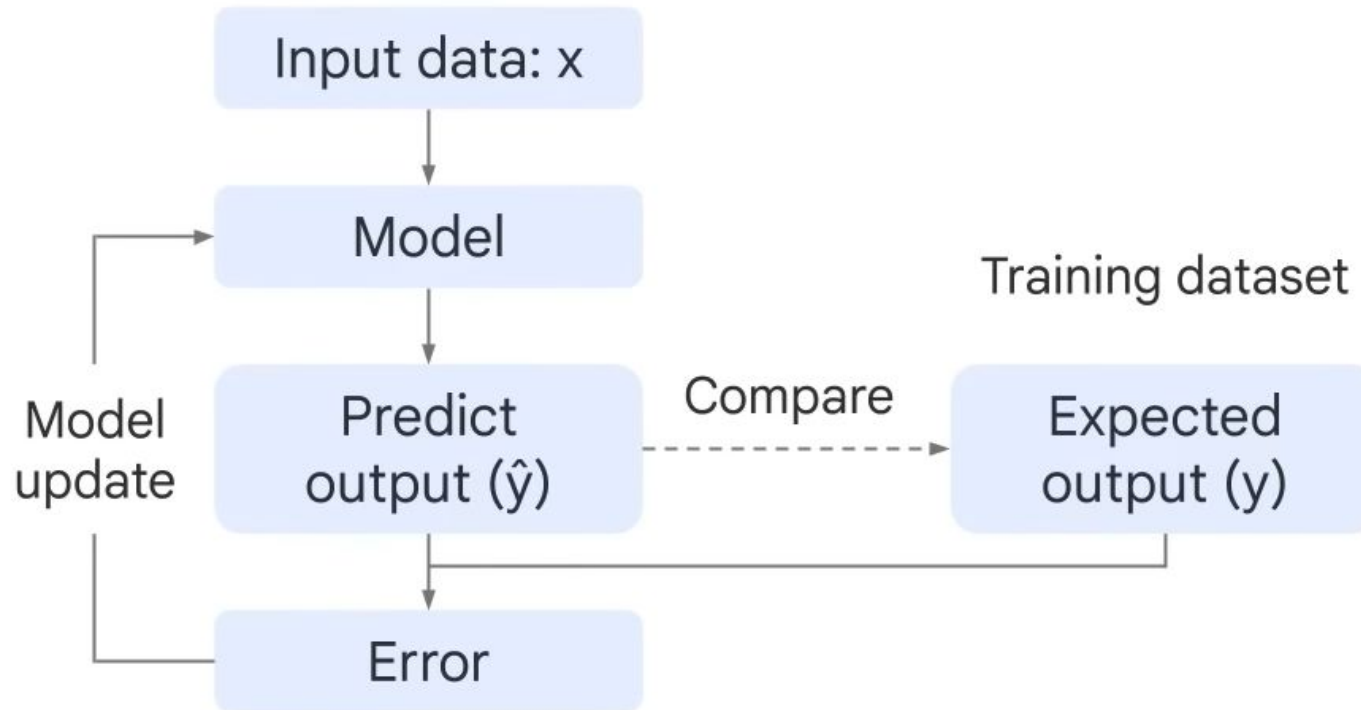 Input data: x
Model
Training dataset
Model
update
Predict
output (ŷ)
Compare
Expected
output (y)
Error